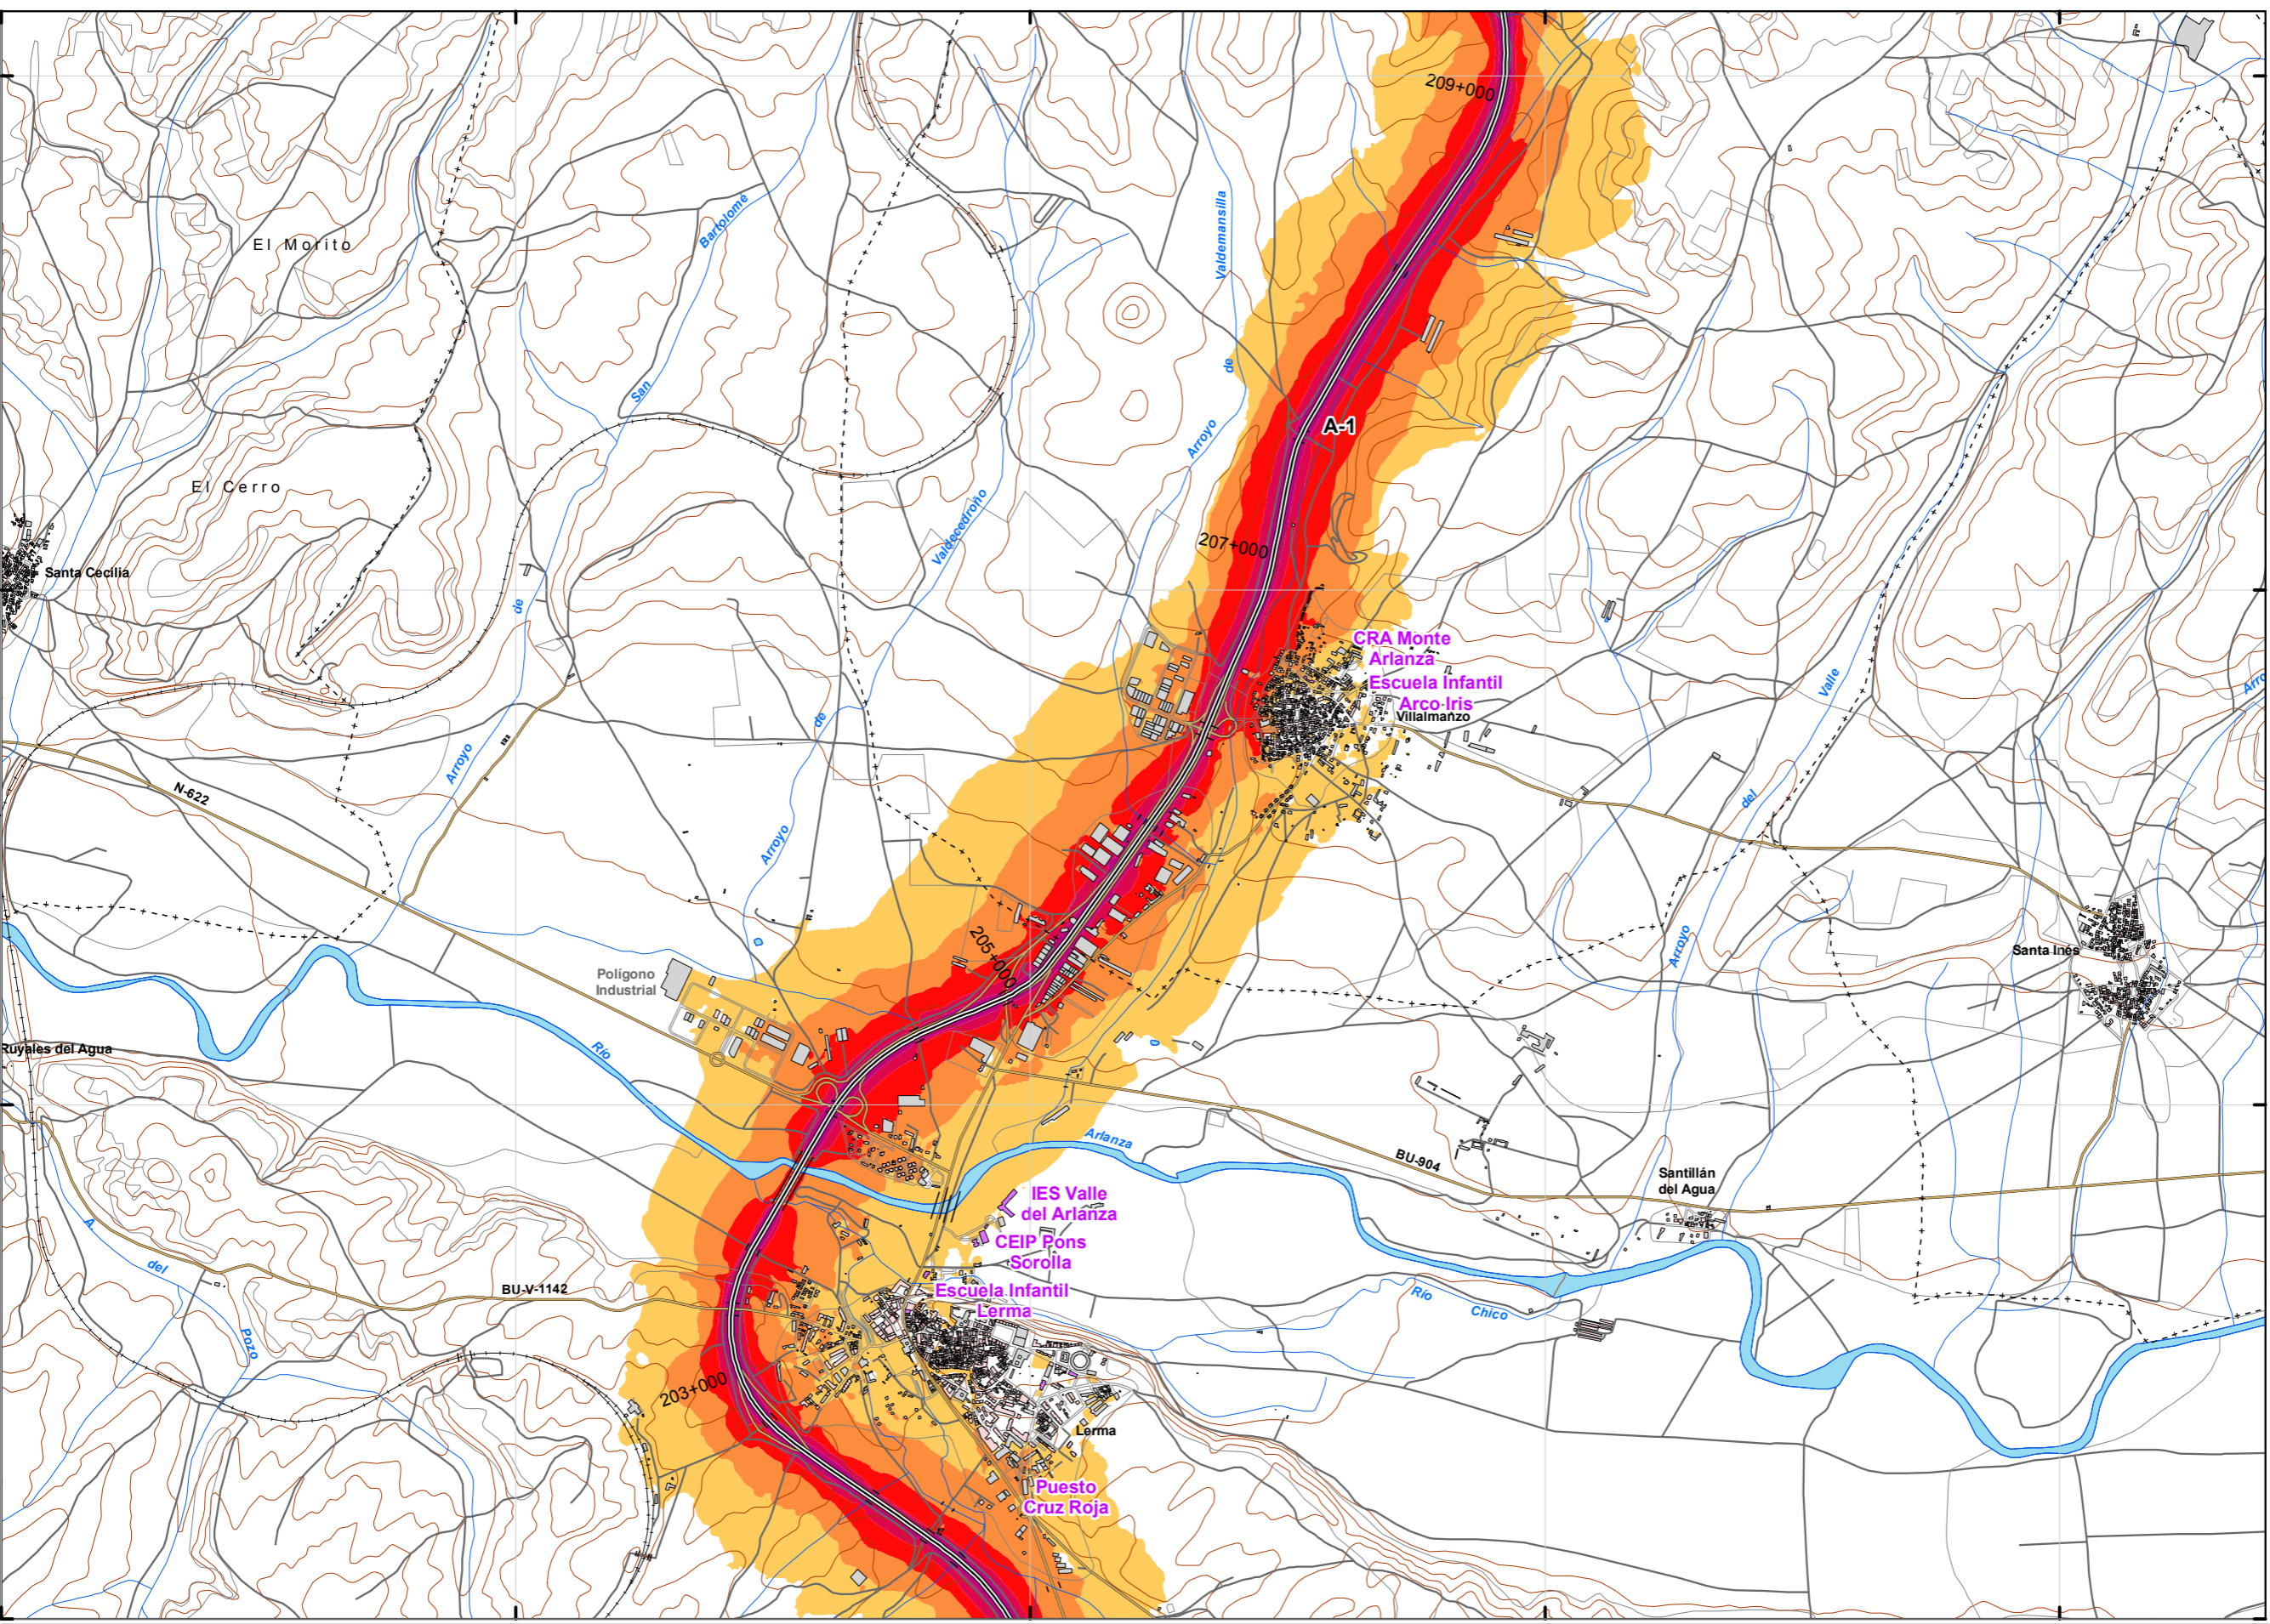 209+000
El Morito
Bartolome
San
de
Arroyo
Valdemansilla
de
Arroyo
A-1
El Cerro
Valdecedroño
de
Arroyo
207+000
Santa Cecilia
CRA Monte
Arlanza
Escuela Infantil
Arco Iris
Villalmanzo
Valle
del
Arroyo
Arro
N-622
205+000
Polígono
Industrial
Santa Inés
Ruyales del Agua
Río
Arlanza
BU-904
Santillán
del Agua
IES Valle
del Arlanza
CEIP Pons
Sorolla
Escuela Infantil
Lerma
A.
del
Pozo
BU-V-1142
Río
Chico
203+000
Lerma
Puesto
Cruz Roja